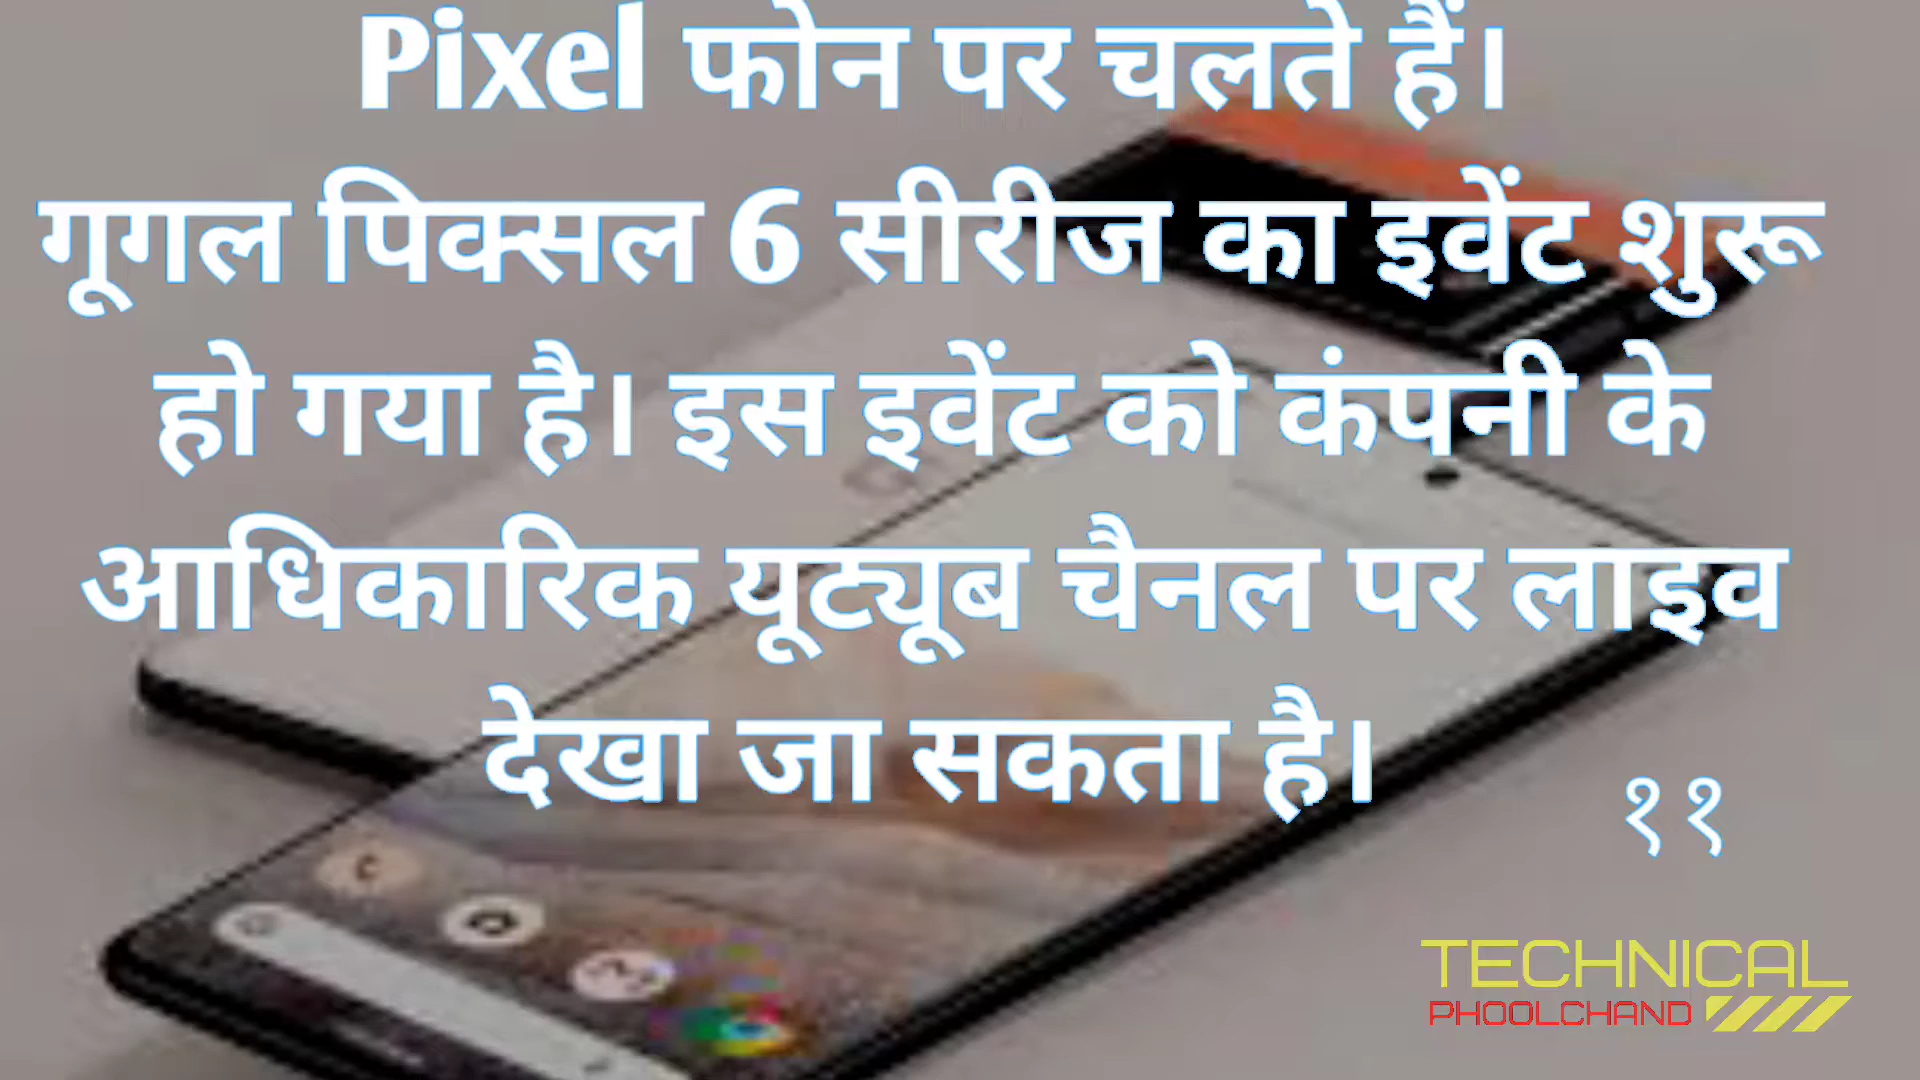 Pixel फोन पर चलते हैं।
गूगल पिक्सल 6 सीरीज का इवेंट शुरू
हो गया है। इस इवेंट को कंपनी के
आधिकारिक यूट्यूब चैनल पर लाइव
देखा जा सकता है।
११
TECHNICAL
PHOOLCHAND